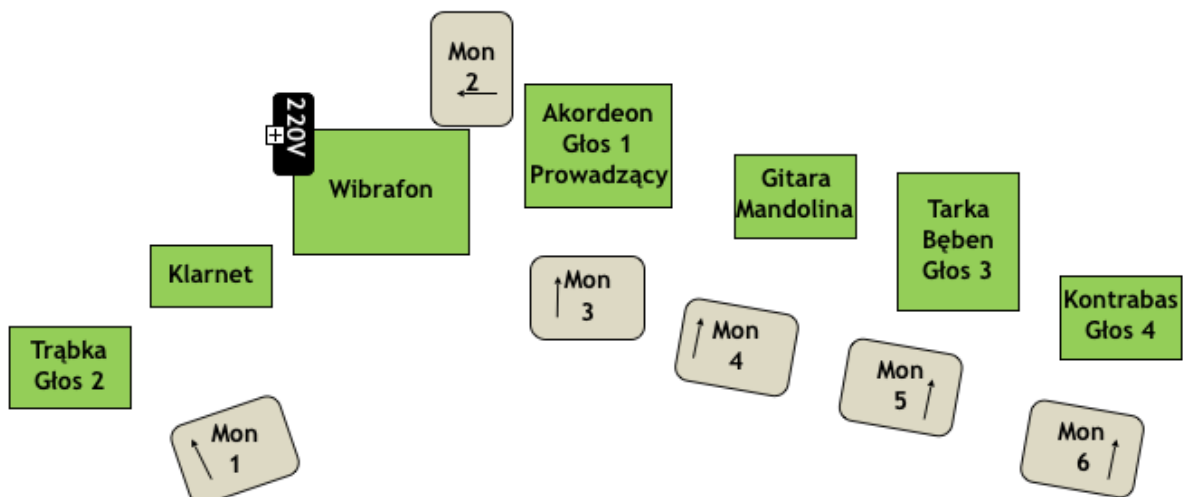 Mon
2
220V
Akordeon
Głos 1
Prowadzący
Wibrafon
Gitara
Mandolina
Tarka
Bęben
Głos 3
Klarnet
Mon
3
Kontrabas
Głos 4
Trąbka
Głos 2
Mon
4
Mon
5
Mon
1
Mon
6